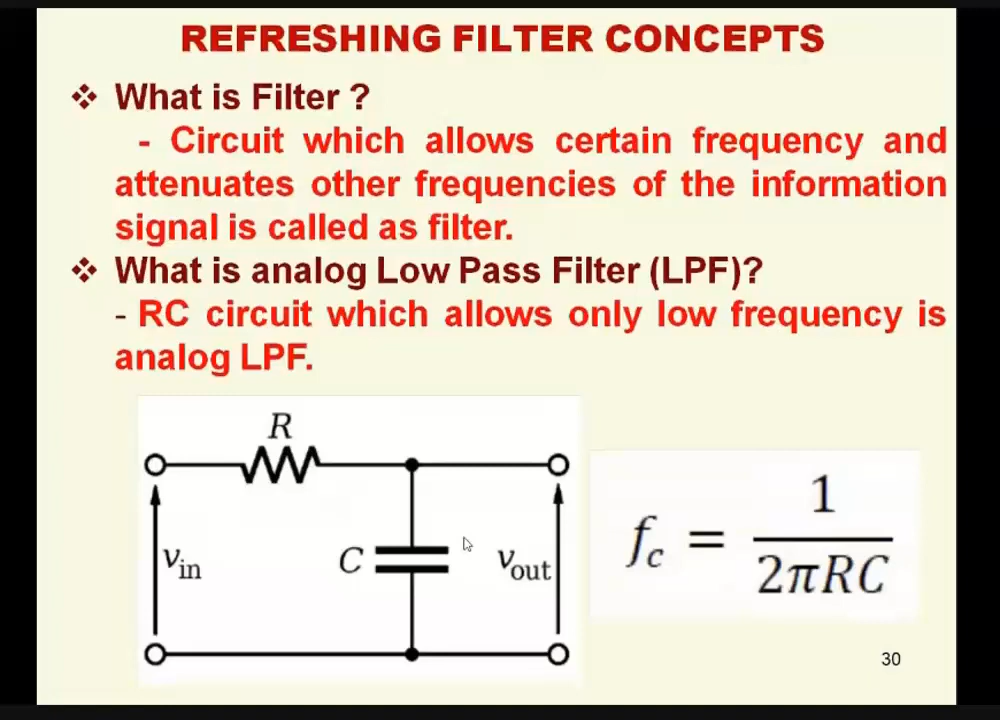 REFRESHING FILTER CONCEPTS
❖ What is Filter ?
- Circuit which allows certain frequency and
attenuates other frequencies of the information
signal is called as filter.
❖ What is analog Low Pass Filter (LPF)?
- RC circuit which allows only low frequency is
analog LPF.
R
C
v_in
v_out
f_c = 1 / 2πRC
30